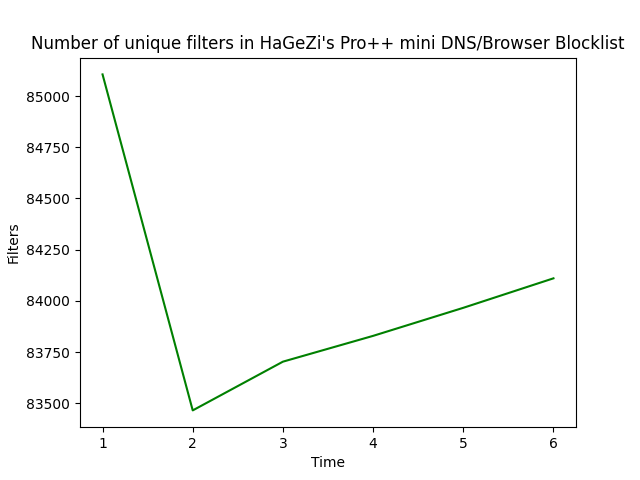 Number of unique filters in HaGeZi's Pro++ mini DNS/Browser Blocklist
85000
84750
84500
84250
84000
83750
83500
Filters
1 2 3 4 5 6
Time